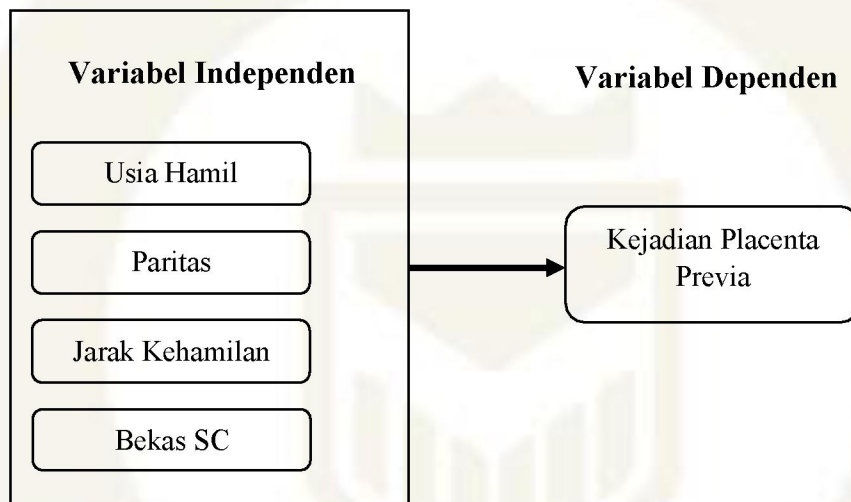 Variabel Independen
Usia Hamil
Paritas
Jarak Kehamilan
Bekas SC
Variabel Dependen
Kejadian Placenta
Previa